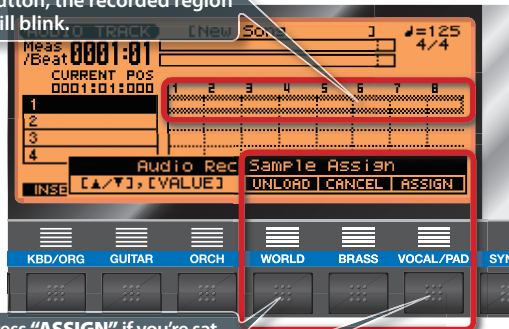 button, the recorded region
will blink.
AUDIO TRACK [New Song ] ♩=125
Meas 4/4
/Beat 0001:01
CURRENT POS
0001:01:000 1 2 3 4 5 6 7 8
1
2
3
4
Audio Rec Sample Assign
INSE [▲/▼],[VALUE] UNLOAD CANCEL ASSIGN
KBD/ORG GUITAR ORCH WORLD BRASS VOCAL/PAD SYN
ess "ASSIGN" if you're sat